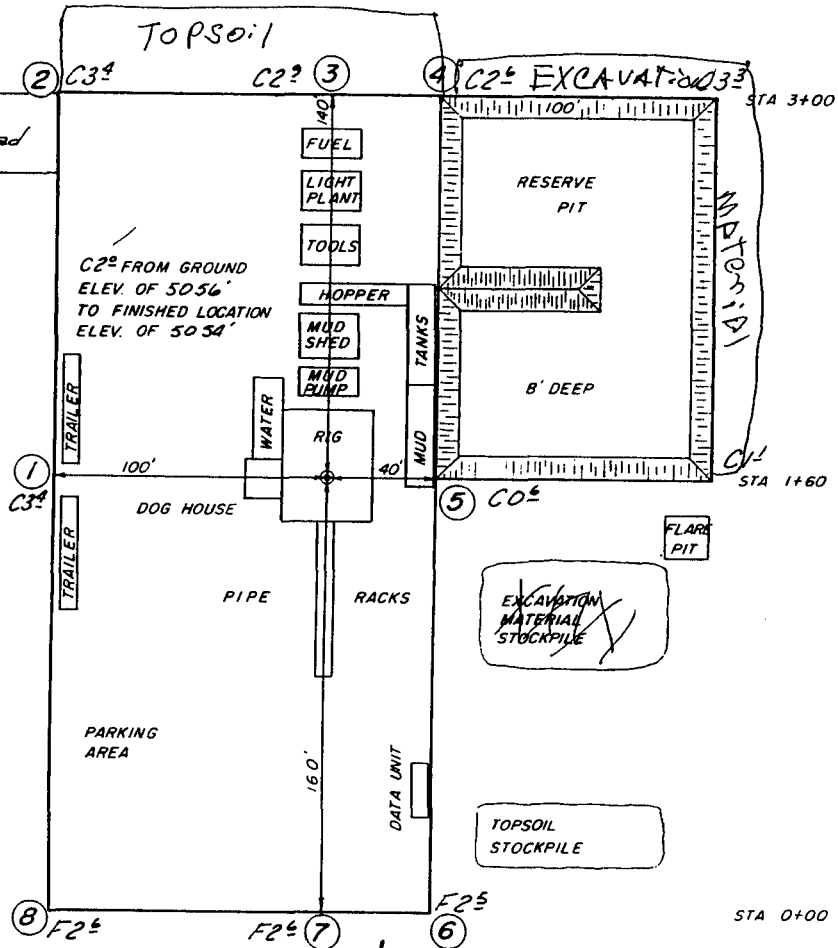 TOPSOil
2 C3⁴
C2⁹ 3
4 C2⁶ EXCAVATiON
3³
STA 3+00
MATERiAl
140'
100'
FUEL
LIGHT
PLANT
TOOLS
RESERVE
PIT
C2⁰ FROM GROUND
ELEV. OF 5056'
TO FINISHED LOCATION
ELEV. OF 5054'
HOPPER
MUD
SHED
MUD
PUMP
TANKS
MUD
8' DEEP
TRAILER
WATER
RIG
1
C3⁴
100'
40'
DOG HOUSE
5 C0⁶
C1¹
STA 1+60
TRAILER
FLARE
PIT
PIPE RACKS
EXCAVATION
MATERIAL
STOCKPILE
PARKING
AREA
160'
DATA UNIT
TOPSOIL
STOCKPILE
8 F2⁶
F2⁶ 7
F2⁵
6
STA 0+00